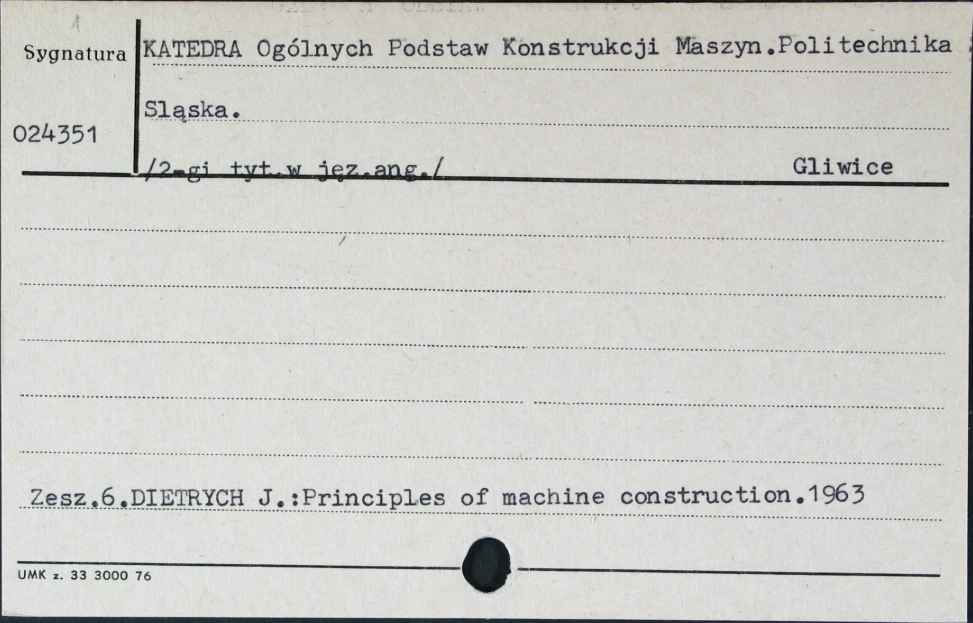 Sygnatura
KATEDRA Ogólnych Podstaw Konstrukcji Maszyn.Politechnika
Sląska.
024351
/2-gi tyt.w jęz.ang./ Gliwice
Zesz.6.DIETRYCH J.:Principles of machine construction.1963
UMK z. 33 3000 76